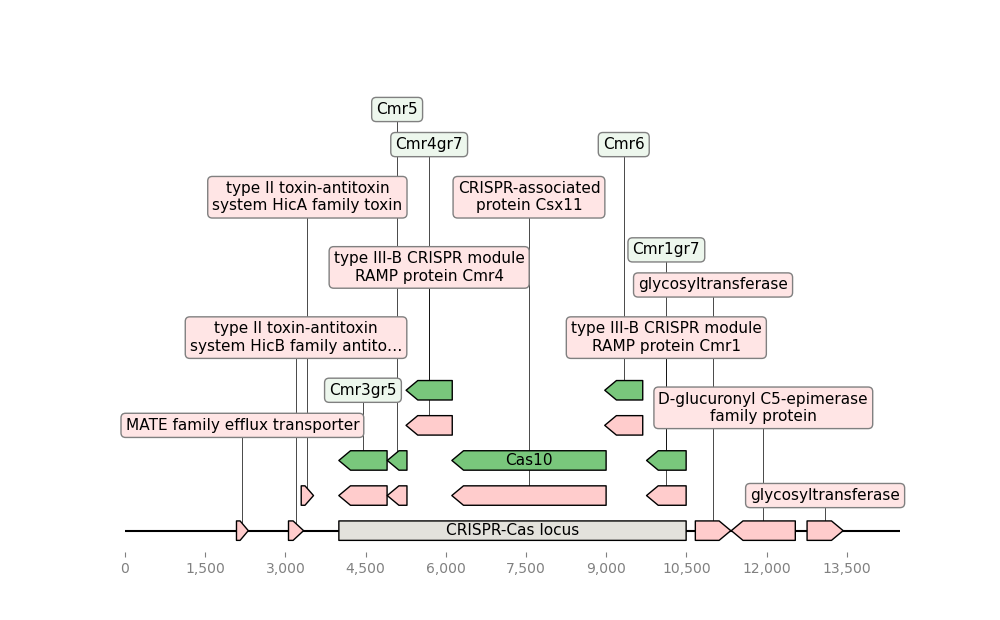 Cmr5
Cmr4gr7
Cmr6
type II toxin-antitoxin
system HicA family toxin
CRISPR-associated
protein Csx11
Cmr1gr7
type III-B CRISPR module
RAMP protein Cmr4
glycosyltransferase
type II toxin-antitoxin
system HicB family antito...
type III-B CRISPR module
RAMP protein Cmr1
Cmr3gr5
D-glucuronyl C5-epimerase
family protein
MATE family efflux transporter
Cas10
glycosyltransferase
CRISPR-Cas locus
0 1,500 3,000 4,500 6,000 7,500 9,000 10,500 12,000 13,500